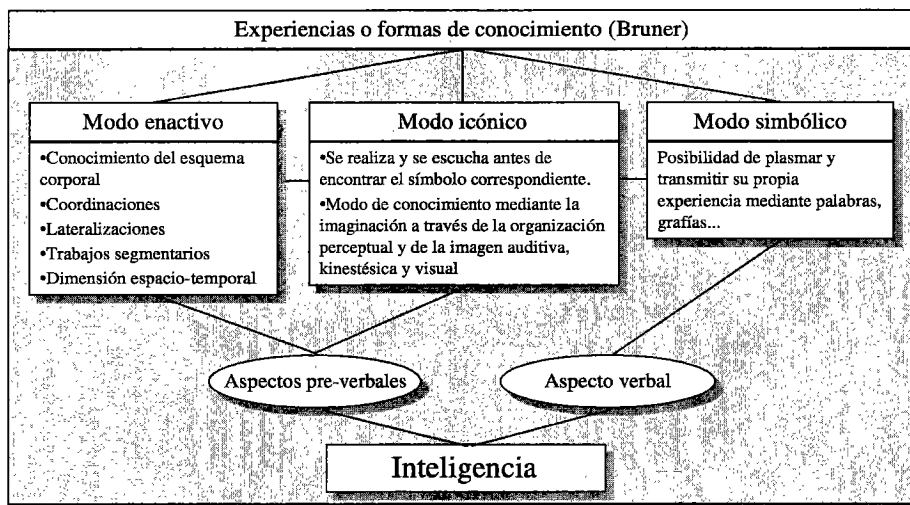 Experiencias o formas de conocimiento (Bruner)
Modo enactivo
•Conocimiento del esquema
corporal
•Coordinaciones
•Lateralizaciones
•Trabajos segmentarios
•Dimensión espacio-temporal
Modo icónico
•Se realiza y se escucha antes de
encontrar el símbolo correspondiente.
•Modo de conocimiento mediante la
imaginación a través de la organización
perceptual y de la imagen auditiva,
kinestésica y visual
Modo simbólico
Posibilidad de plasmar y
transmitir su propia
experiencia mediante palabras,
grafías...
Aspectos pre-verbales
Aspecto verbal
Inteligencia